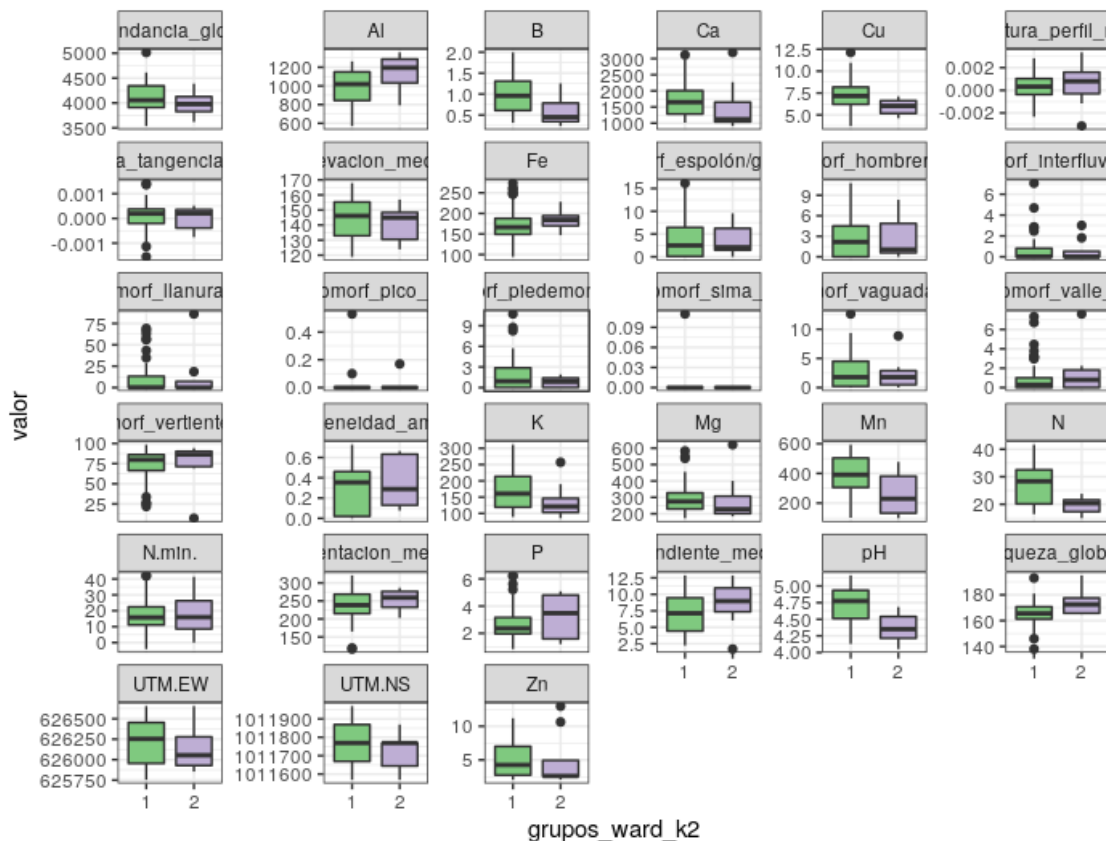 ndancia_glo Al B Ca Cu tura_perfil_
5000 4500 4000 3500 1200 1000 800 600 2.0 1.5 1.0 0.5 3000 2500 2000 1500 1000 12.5 10.0 7.5 5.0 0.002 0.000 -0.002
a_tangencia evacion_med Fe rf_espolón/g orf_hombrer orf_interfluv
0.001 0.000 -0.001 170 160 150 140 130 120 250 200 150 100 15 10 5 0 9 6 3 0 6 4 2 0
morf_llanura omorf_pico_ rf_piedemor omorf_sima_ norf_vaguada omorf_valle_
75 50 25 0 0.4 0.2 0.0 9 6 3 0 0.09 0.06 0.03 0.00 10 5 0 6 4 2 0
valor
norf_vertiente eneidad_am K Mg Mn N
100 75 50 25 0.6 0.4 0.2 0.0 300 250 200 150 100 600 500 400 300 200 600 400 200 40 30 20
N.min. entacion_me P ndiente_med pH queza_glob
40 30 20 10 0 300 250 200 150 6 4 2 12.5 10.0 7.5 5.0 2.5 5.00 4.75 4.50 4.25 4.00 180 160 140
1 2 1 2 1 2
UTM.EW UTM.NS Zn
626500 626250 626000 625750 1011900 1011800 1011700 1011600 10 5
1 2 1 2 1 2
grupos_ward_k2